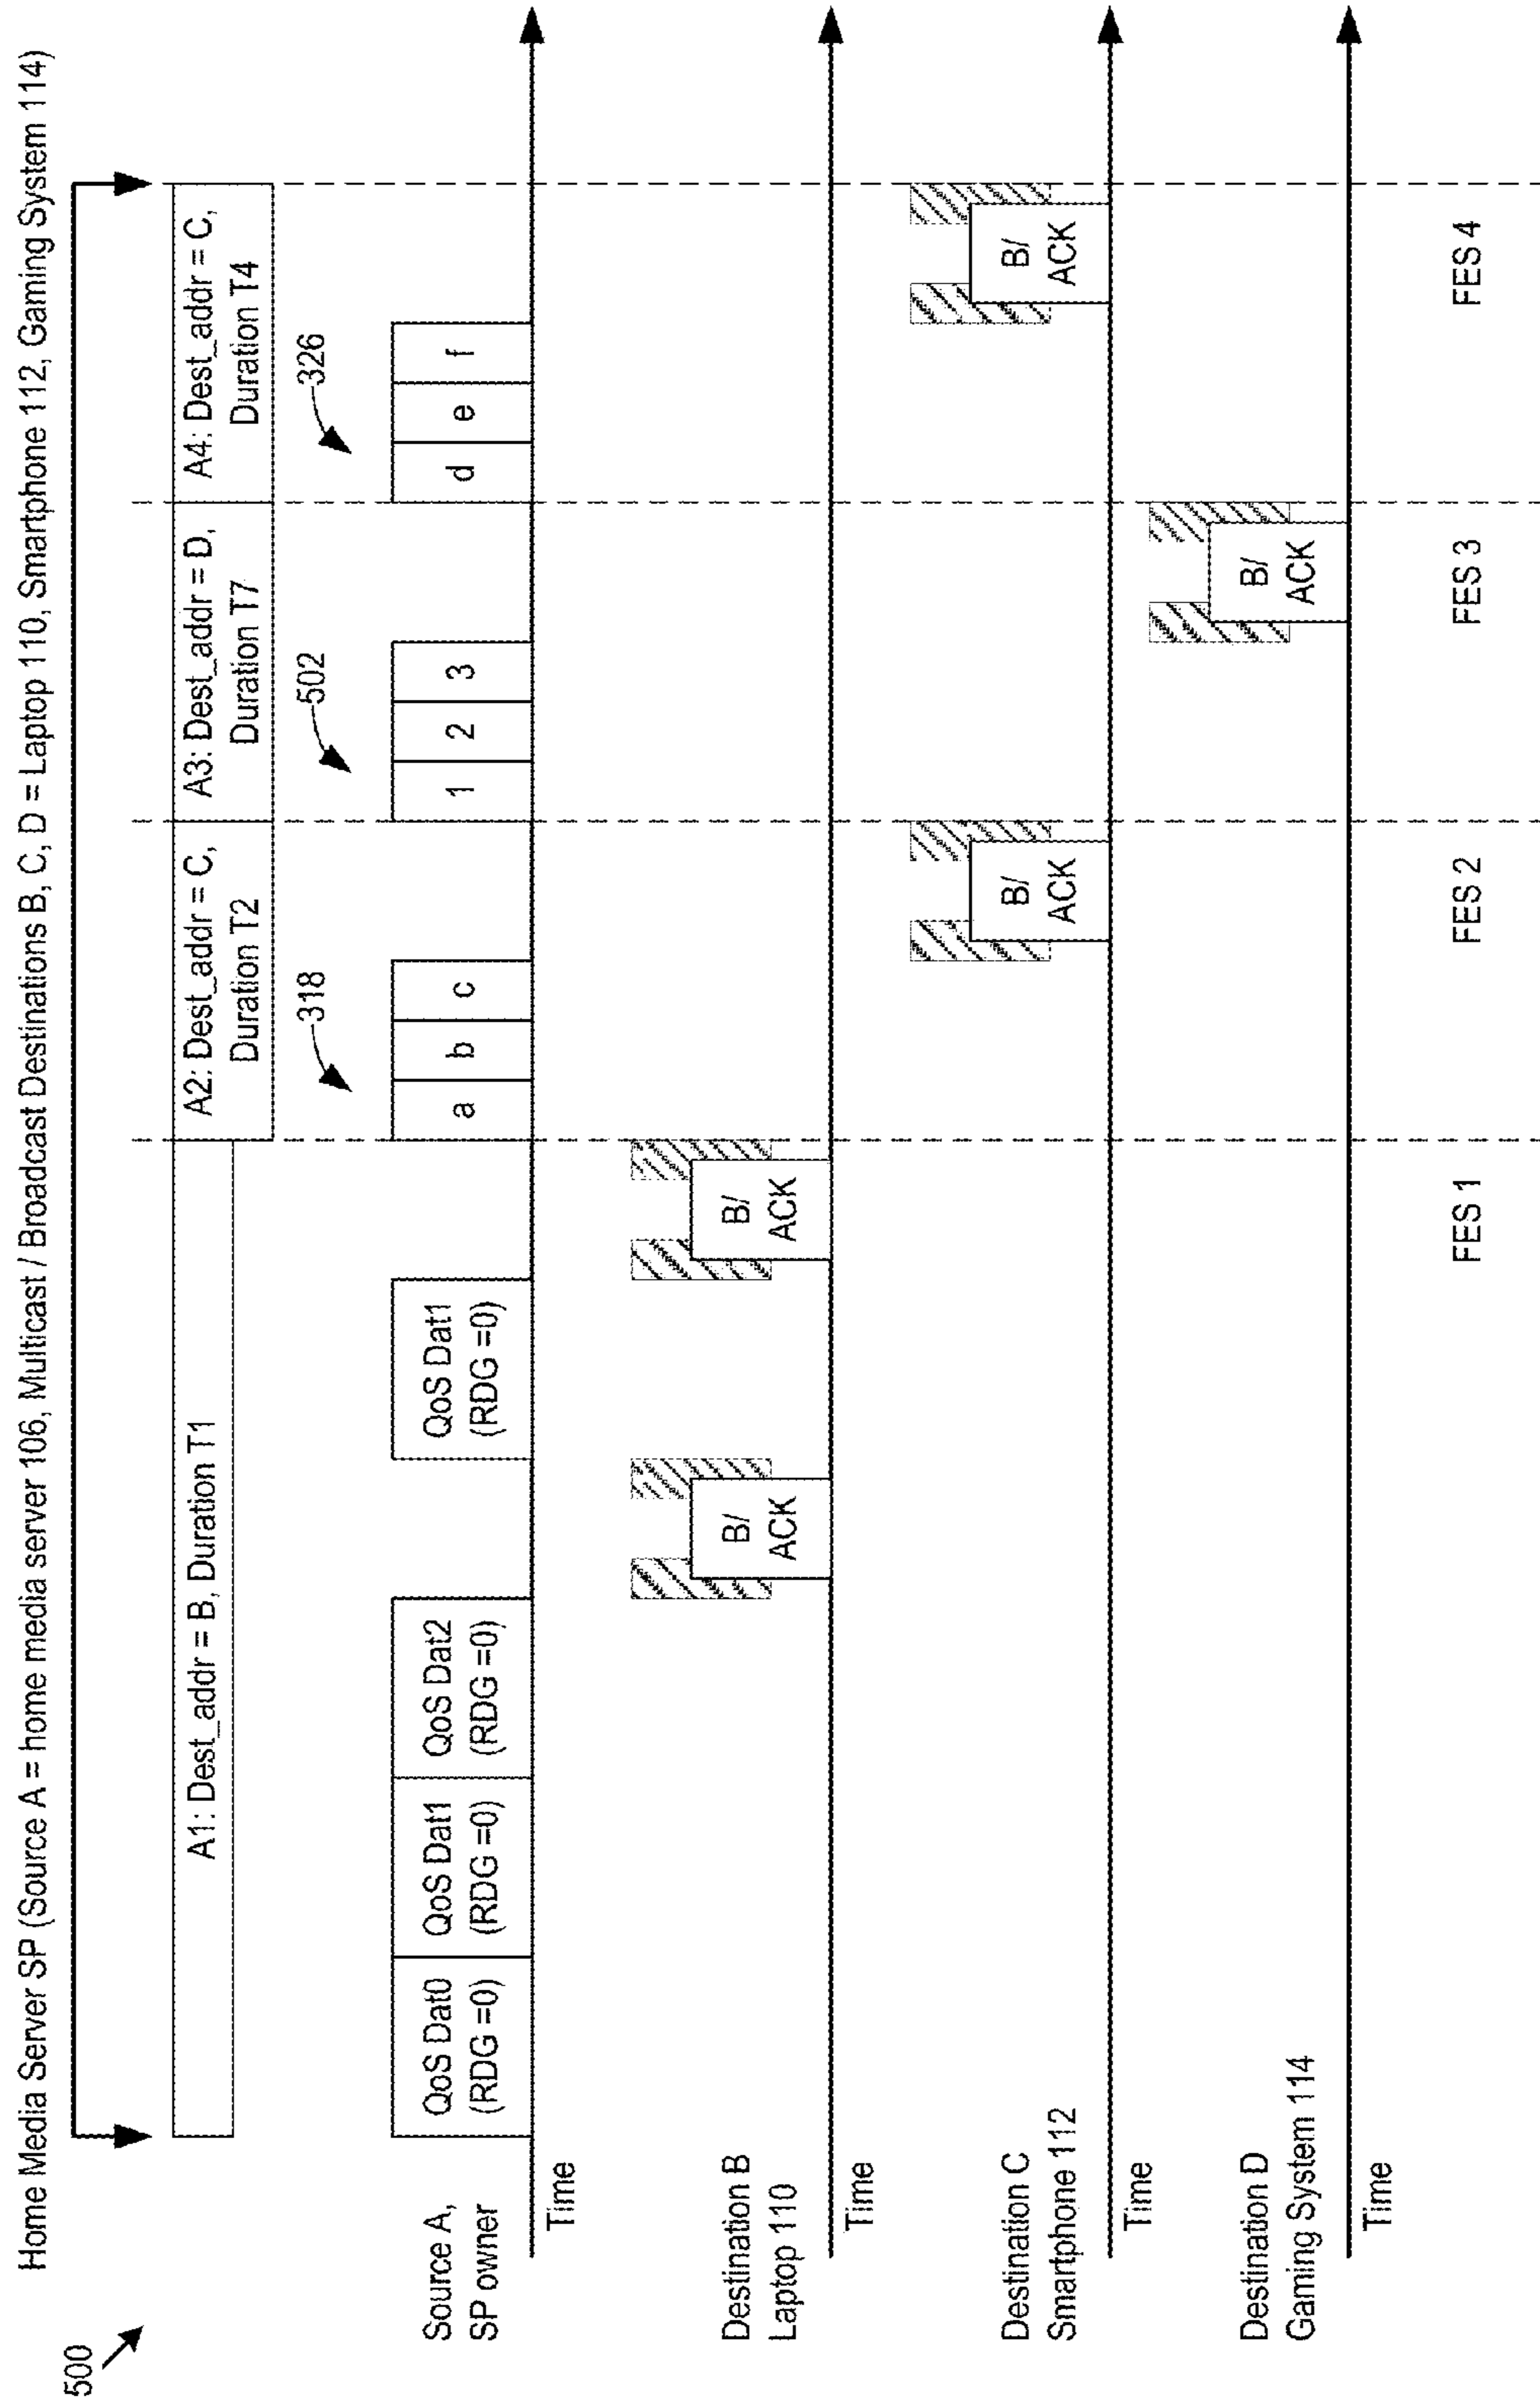 500
Home Media Server SP (Source A = home media server 106, Multicast / Broadcast Destinations B, C, D = Laptop 110, Smartphone 112, Gaming System 114)
A1: Dest_addr = B, Duration T1
A2: Dest_addr = C,
Duration T2
A3: Dest_addr = D,
Duration T7
A4: Dest_addr = C,
Duration T4
318
502
326
Source A,
SP owner
QoS Dat0
(RDG =0)
QoS Dat1
(RDG =0)
QoS Dat2
(RDG =0)
QoS Dat1
(RDG =0)
a
b
c
1
2
3
d
e
f
Time
Destination B
Laptop 110
B/
ACK
B/
ACK
Time
Destination C
Smartphone 112
B/
ACK
B/
ACK
Time
Destination D
Gaming System 114
B/
ACK
Time
FES 1
FES 2
FES 3
FES 4